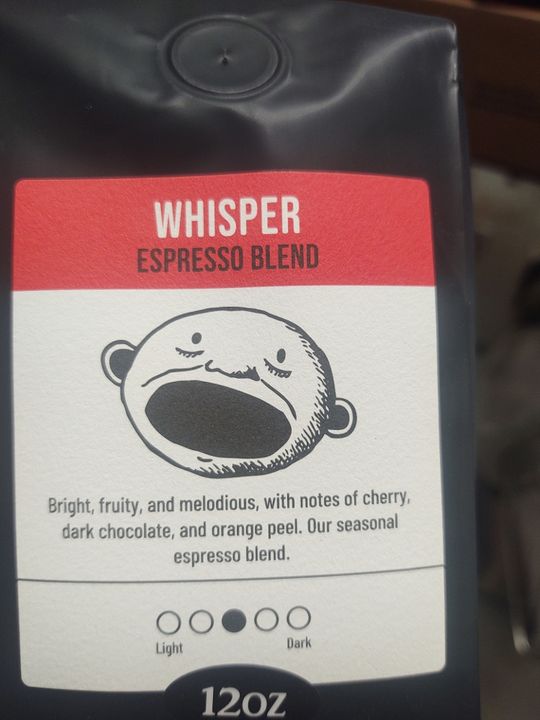 WHISPER
ESPRESSO BLEND
Bright, fruity, and melodious, with notes of cherry,
dark chocolate, and orange peel. Our seasonal
espresso blend.
Light
Dark
12oz